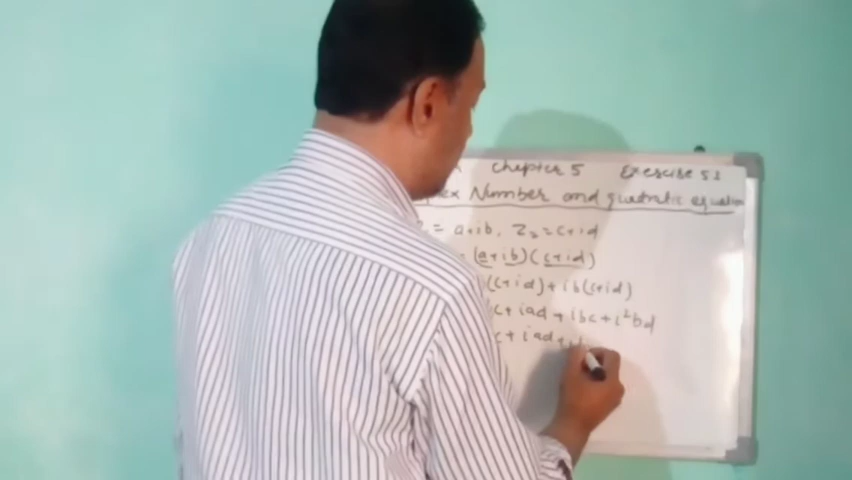 Chapter 5 Exercise 5.1
Number and quadratic equation
= a+ib, Z₂ = c+id
(a+ib)(c+id)
(c+id)+ib(c+id)
c+iad+ibc+i²bd
c+iad+